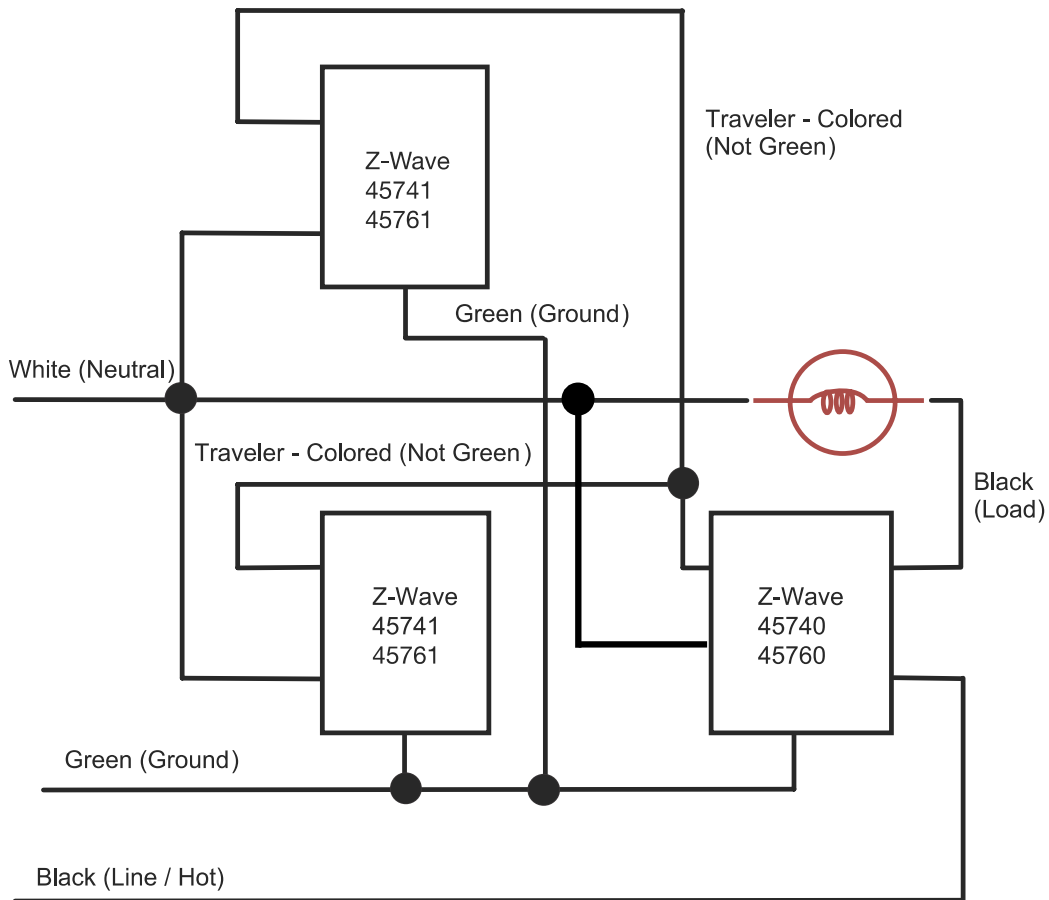 Traveler - Colored
(Not Green)
Z-Wave
45741
45761
Green (Ground)
White (Neutral)
Traveler - Colored (Not Green)
Black
(Load)
Z-Wave
45741
45761
Z-Wave
45740
45760
Green (Ground)
Black (Line / Hot)